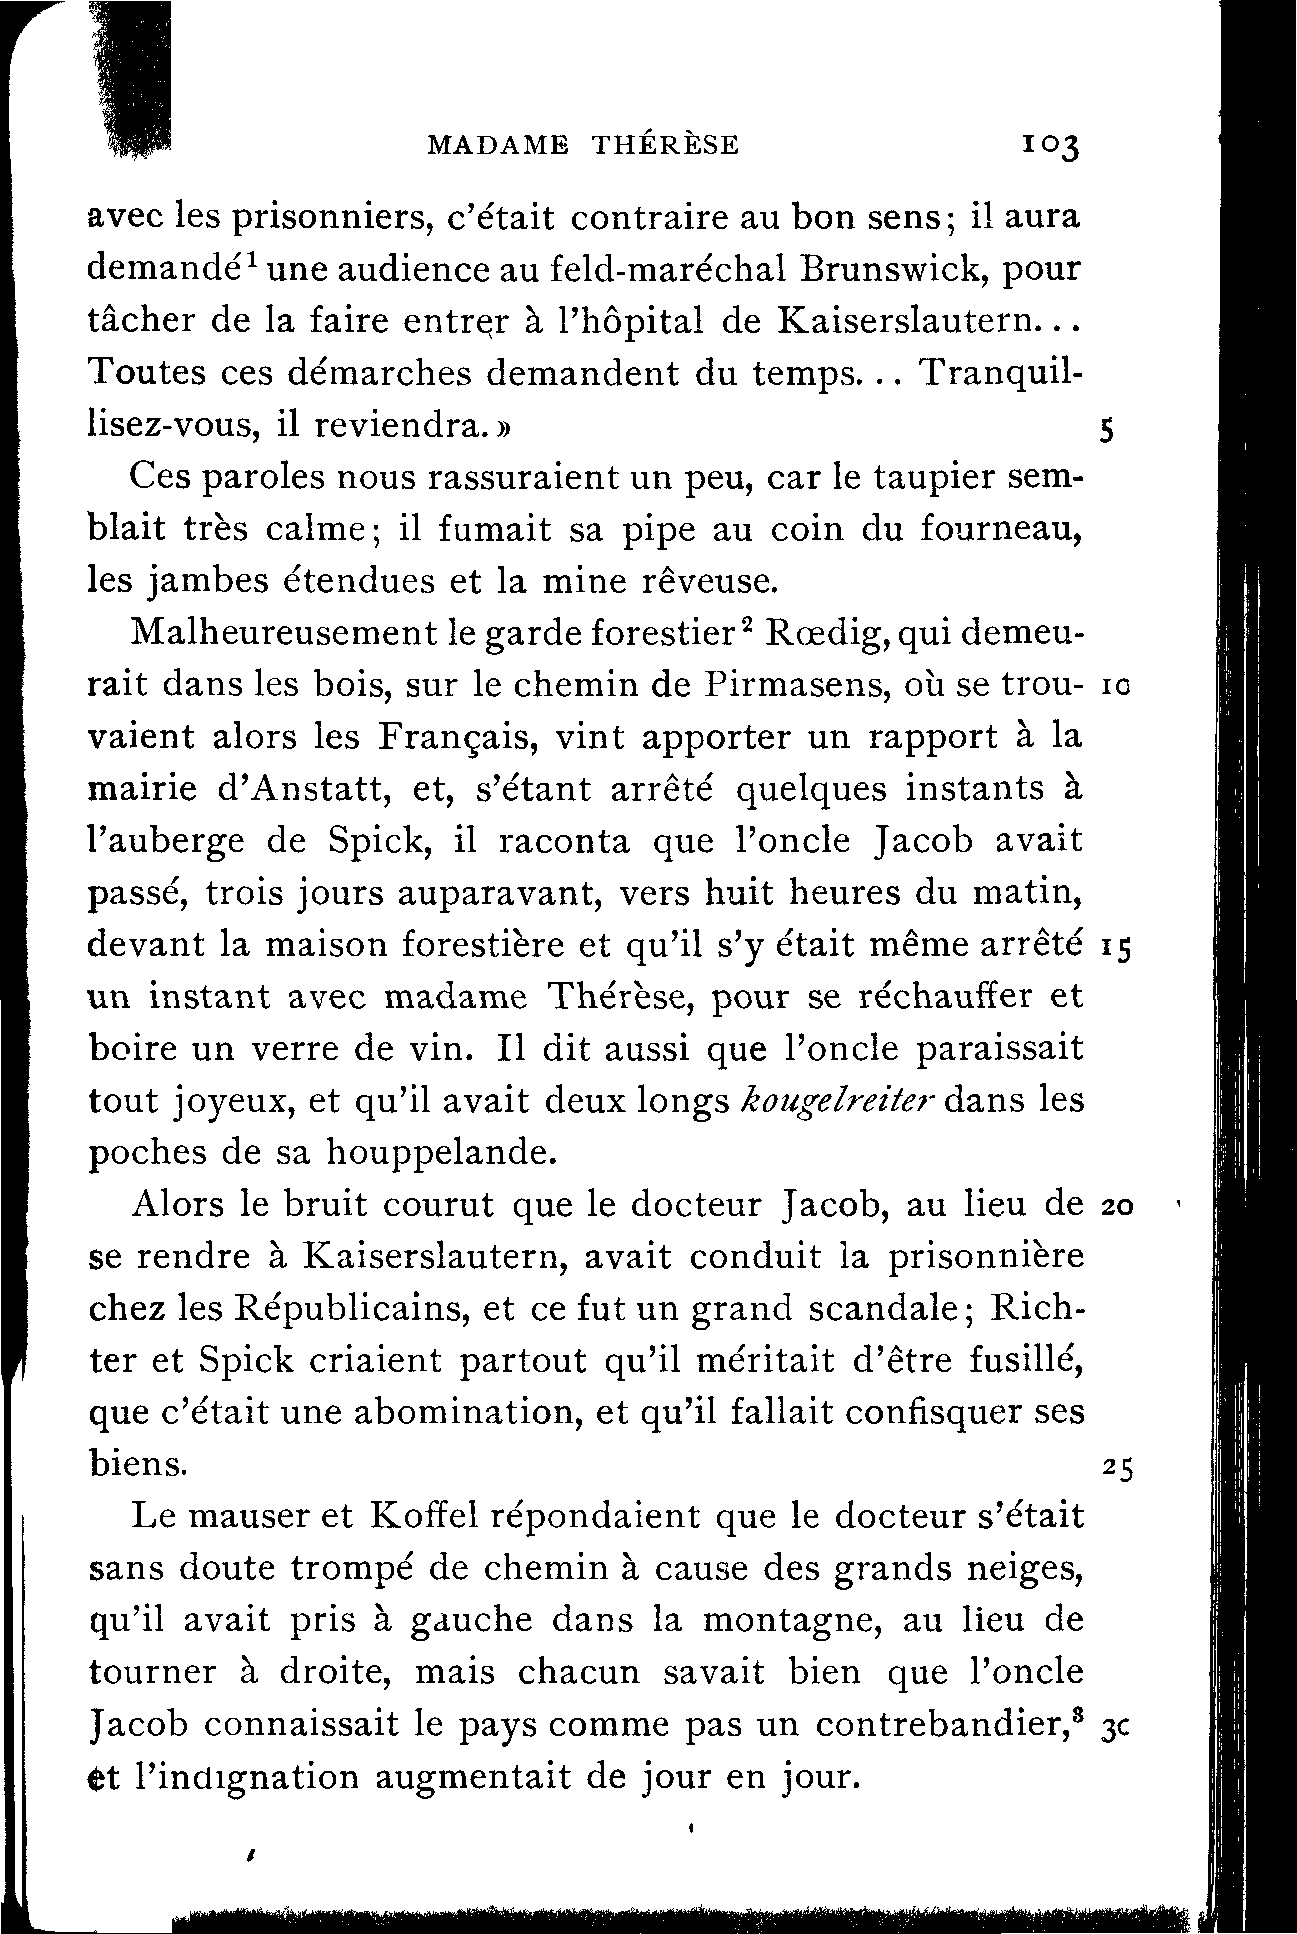 MADAME THÉRÈSE 103
avec les prisonniers, c'était contraire au bon sens; il aura
demandé¹ une audience au feld-maréchal Brunswick, pour
tâcher de la faire entrer à l'hôpital de Kaiserslautern...
Toutes ces démarches demandent du temps... Tranquil-
lisez-vous, il reviendra.» 5
Ces paroles nous rassuraient un peu, car le taupier sem-
blait très calme; il fumait sa pipe au coin du fourneau,
les jambes étendues et la mine rêveuse.
Malheureusement le garde forestier² Rœdig, qui demeu-
rait dans les bois, sur le chemin de Pirmasens, où se trou- 10
vaient alors les Français, vint apporter un rapport à la
mairie d'Anstatt, et, s'étant arrêté quelques instants à
l'auberge de Spick, il raconta que l'oncle Jacob avait
passé, trois jours auparavant, vers huit heures du matin,
devant la maison forestière et qu'il s'y était même arrêté 15
un instant avec madame Thérèse, pour se réchauffer et
boire un verre de vin. Il dit aussi que l'oncle paraissait
tout joyeux, et qu'il avait deux longs kougelreiter dans les
poches de sa houppelande.
Alors le bruit courut que le docteur Jacob, au lieu de 20
se rendre à Kaiserslautern, avait conduit la prisonnière
chez les Républicains, et ce fut un grand scandale; Rich-
ter et Spick criaient partout qu'il méritait d'être fusillé,
que c'était une abomination, et qu'il fallait confisquer ses
biens. 25
Le mauser et Koffel répondaient que le docteur s'était
sans doute trompé de chemin à cause des grands neiges,
qu'il avait pris à gauche dans la montagne, au lieu de
tourner à droite, mais chacun savait bien que l'oncle
Jacob connaissait le pays comme pas un contrebandier,³ 30
et l'indignation augmentait de jour en jour.